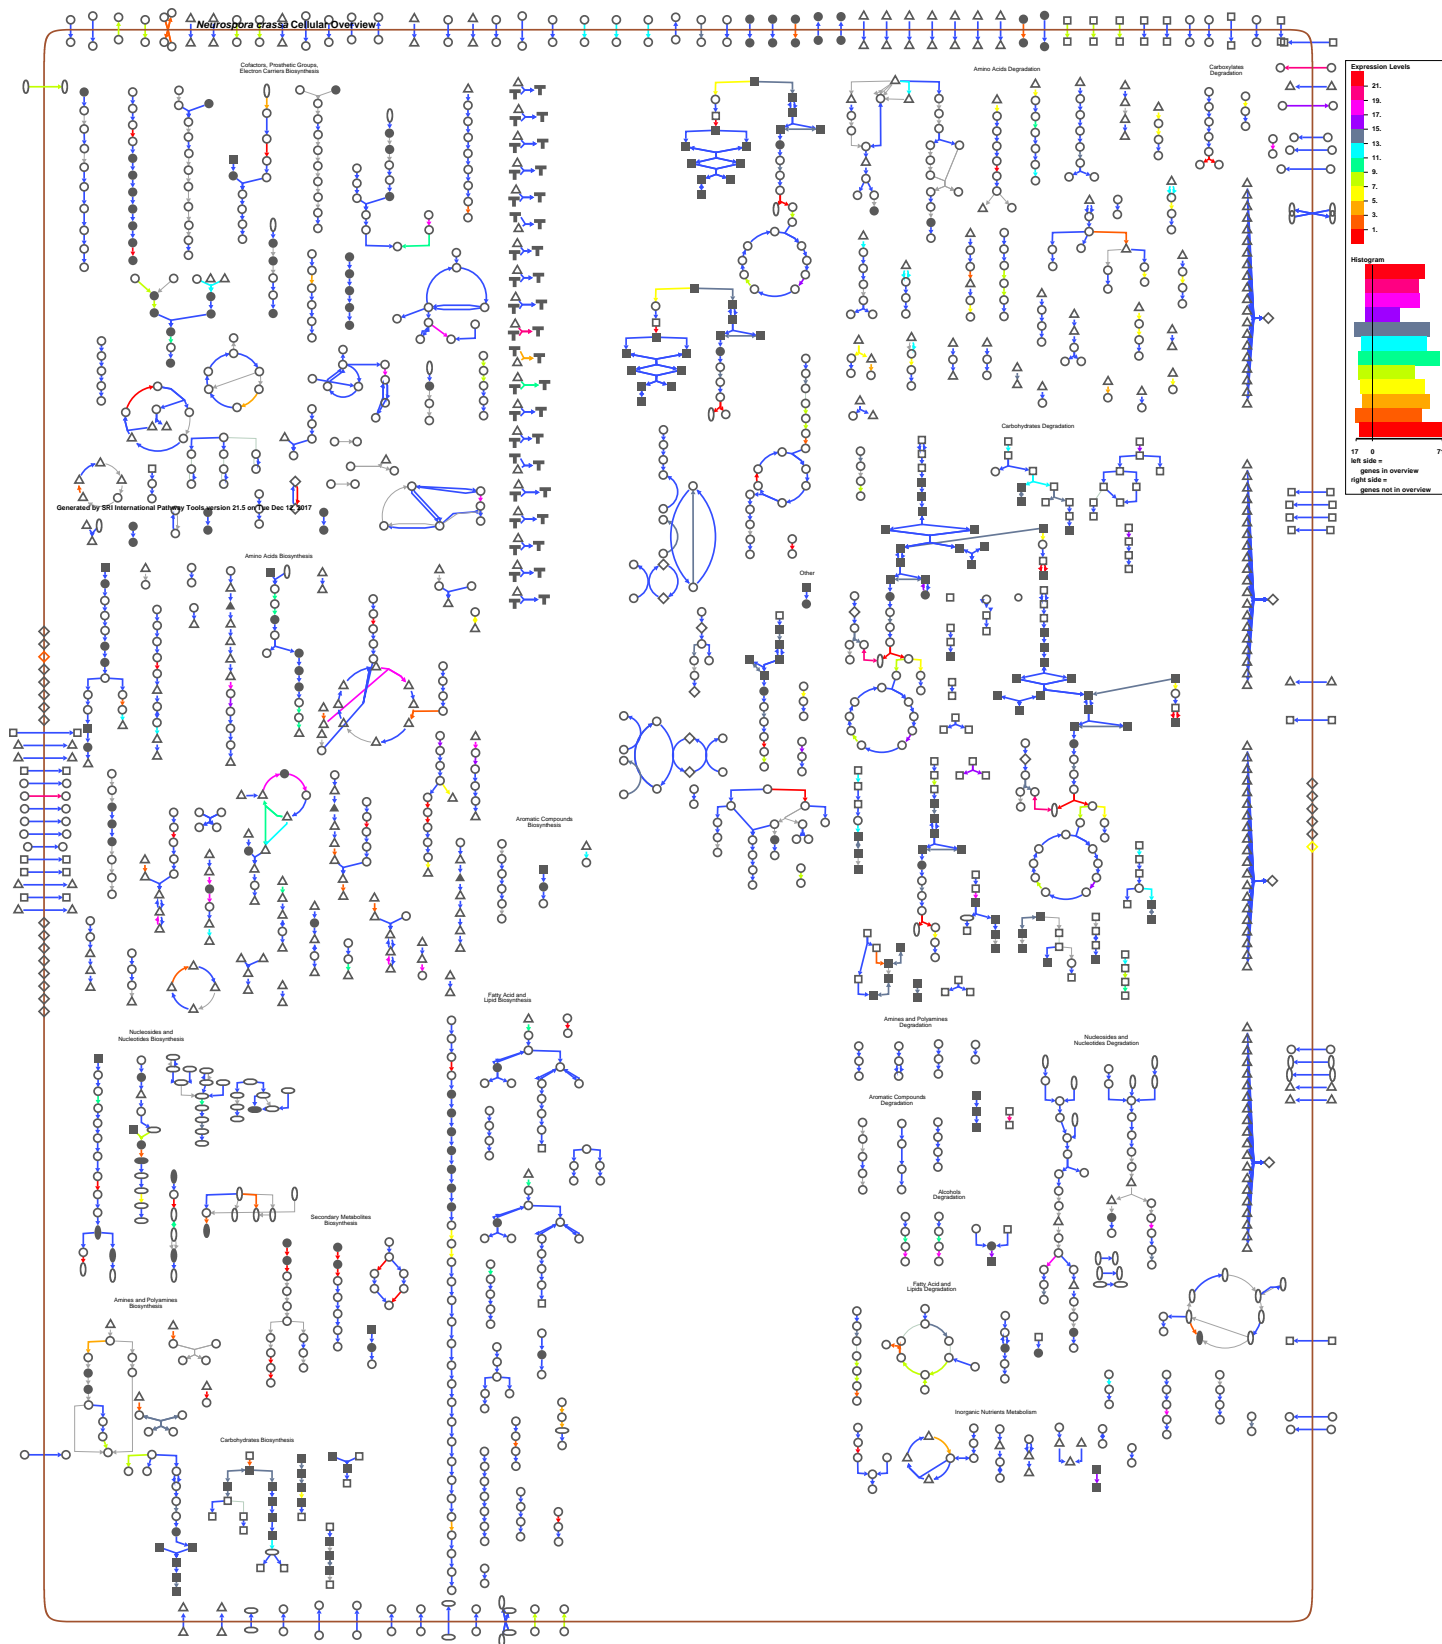 Neurospora crassa Cellular Overview
Cofactors, Prosthetic Groups,
Electron Carriers Biosynthesis
Amino Acids Degradation
Carboxylates
Degradation
Expression Levels
21.
19.
17.
15.
13.
11.
9.
7.
5.
3.
1.
Histogram
17 0 7
left side =
genes in overview
right side =
genes not in overview
Carbohydrates Degradation
Generated by SRI International Pathway Tools version 21.5 on Tue Dec 12, 2017
Amino Acids Biosynthesis
Other
Aromatic Compounds
Biosynthesis
Fatty Acid and
Lipid Biosynthesis
Nucleosides and
Nucleotides Biosynthesis
Amines and Polyamines
Degradation
Nucleosides and
Nucleotides Degradation
Aromatic Compounds
Degradation
Alcohols
Degradation
Secondary Metabolites
Biosynthesis
Fatty Acid and
Lipids Degradation
Amines and Polyamines
Biosynthesis
Inorganic Nutrients Metabolism
Carbohydrates Biosynthesis